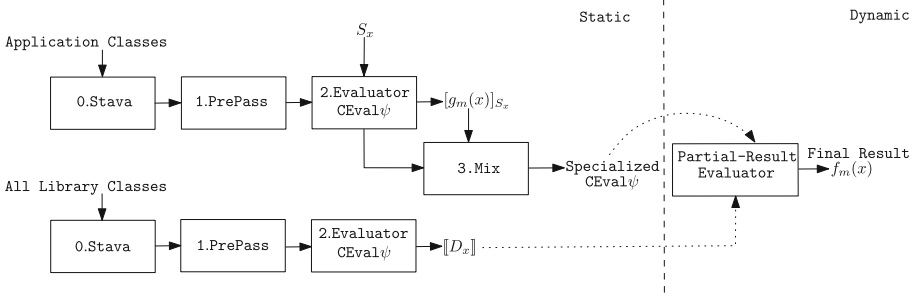 Static
Dynamic
S_x
Application Classes
0.Stava
1.PrePass
2.Evaluator
CEvalψ
[g_m(x)]_{S_x}
3.Mix
Specialized
CEvalψ
Partial-Result
Evaluator
Final Result
f_m(x)
All Library Classes
0.Stava
1.PrePass
2.Evaluator
CEvalψ
⟦D_x⟧